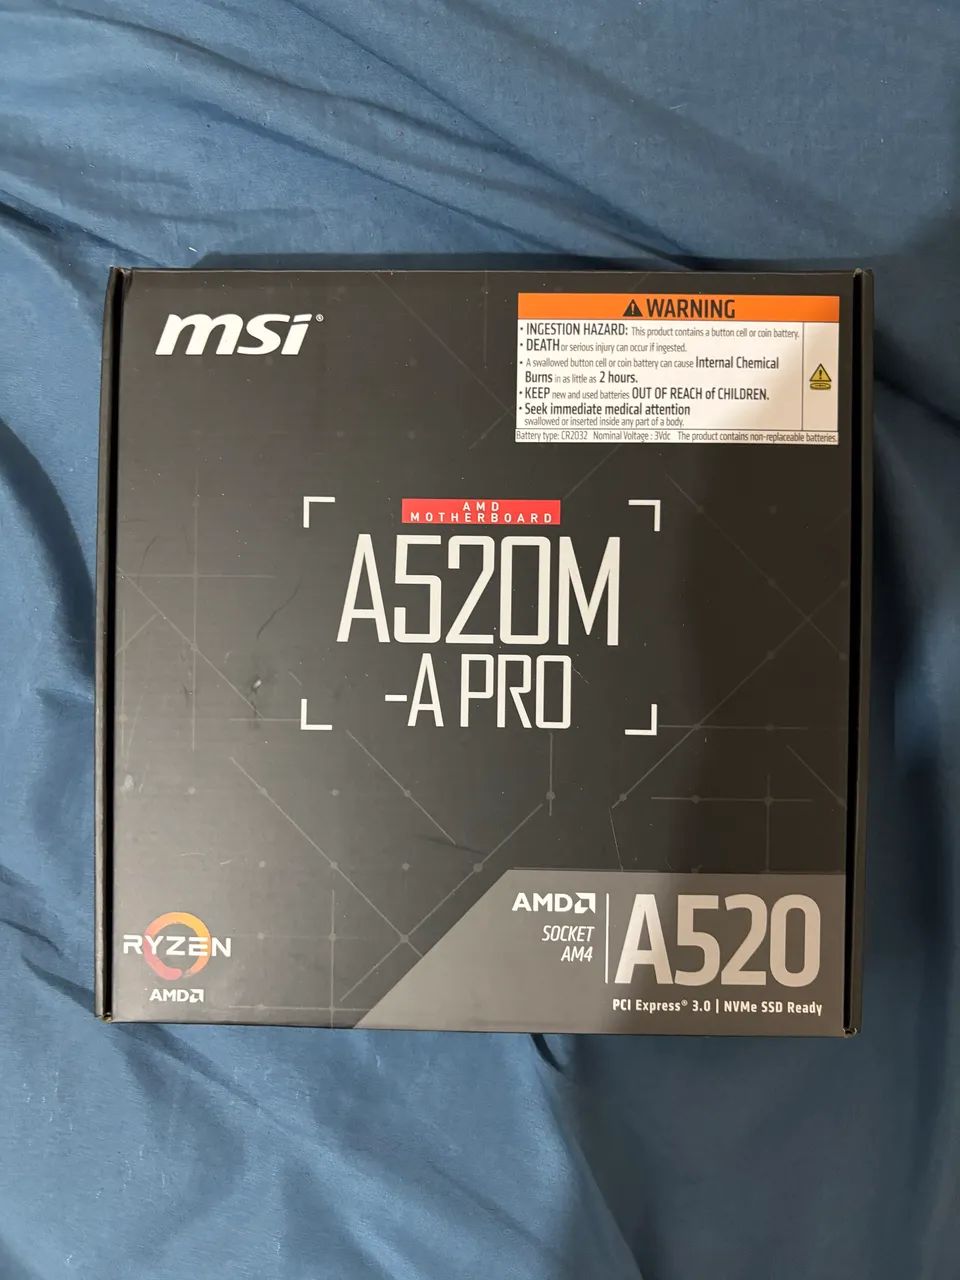 msi®
WARNING
• INGESTION HAZARD: This product contains a button cell or coin battery.
• DEATH or serious injury can occur if ingested.
• A swallowed button cell or coin battery can cause Internal Chemical
Burns in as little as 2 hours.
• KEEP new and used batteries OUT OF REACH of CHILDREN.
• Seek immediate medical attention
swallowed or inserted inside any part of a body.
Battery type: CR2032 Nominal Voltage : 3Vdc The product contains non-replaceable batteries.
AMD
MOTHERBOARD
A520M
-A PRO
RYZEN
AMD
AMD
SOCKET
AM4
A520
PCI Express® 3.0 | NVMe SSD Ready